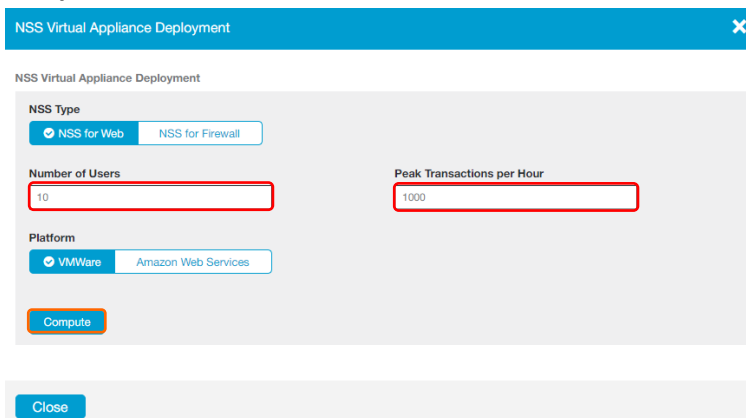 NSS Virtual Appliance Deployment
NSS Virtual Appliance Deployment
NSS Type
NSS for Web NSS for Firewall
Number of Users Peak Transactions per Hour
10 1000
Platform
VMWare Amazon Web Services
Compute
Close